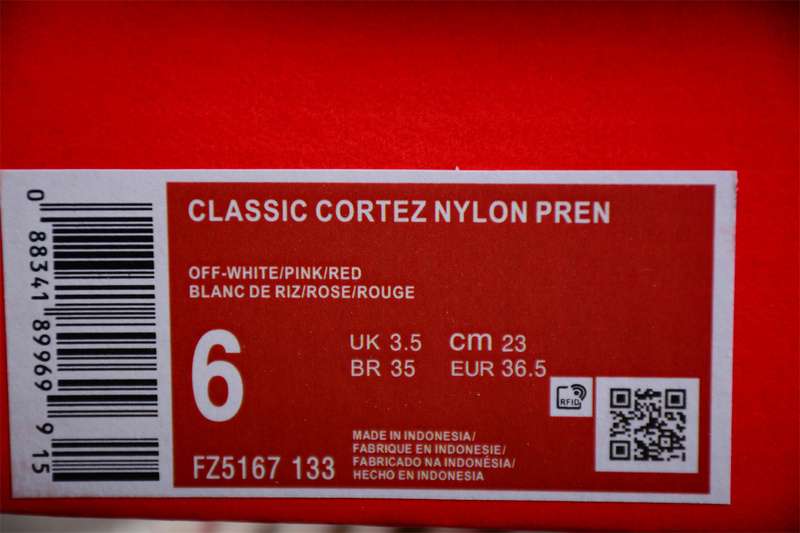 CLASSIC CORTEZ NYLON PREN
OFF-WHITE/PINK/RED
BLANC DE RIZ/ROSE/ROUGE
6
UK 3.5 cm 23
BR 35 EUR 36.5
RFID
FZ5167 133
MADE IN INDONESIA/
FABRIQUE EN INDONESIE/
FABRICADO NA INDONÉSIA/
HECHO EN INDONESIA
0 88341 89969 9 15